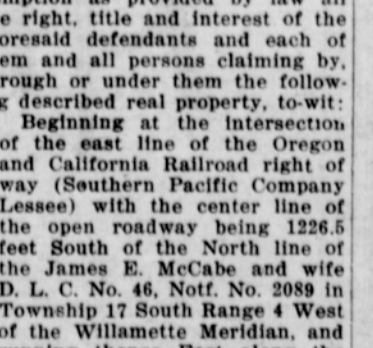 right, title and interest of the
defendants and each of
and all persons claiming by,
or under them the follow-
described real property, to-wit:
Beginning at the intersection
of the east line of the Oregon
and California Railroad right of
way (Southern Pacific Company
Lessee) with the center line of
the open roadway being 1226.5
feet South of the North line of
the James E. McCabe and wife
D. L. C. No. 46, Notf. No. 2089 in
Township 17 South Range 4 West
of the Willamette Meridian, and